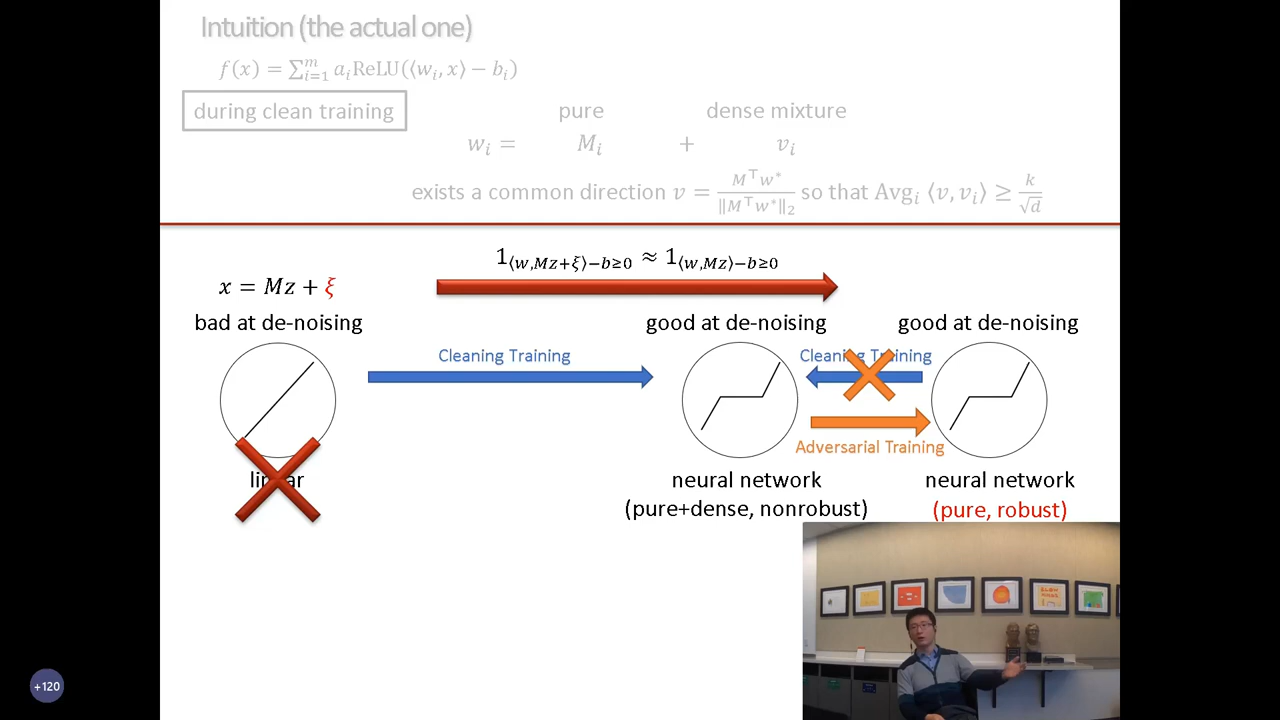 Intuition (the actual one)
f(x) = ∑_{i=1}^{m} a_i ReLU(⟨w_i, x⟩ − b_i)
during clean training
pure dense mixture
w_i = M_i + v_i
exists a common direction v = M^⊤w*/‖M^⊤w*‖_2 so that Avg_i ⟨v, v_i⟩ ≥ k/√d
1_{⟨w,Mz+ξ⟩−b≥0} ≈ 1_{⟨w,Mz⟩−b≥0}
x = Mz + ξ
bad at de-noising good at de-noising good at de-noising
Cleaning Training Cleaning Training
Adversarial Training
linear neural network neural network
(pure+dense, nonrobust) (pure, robust)
+120